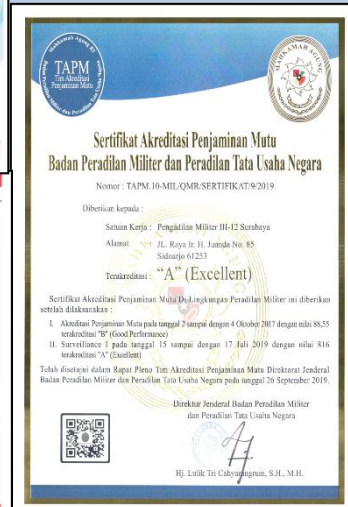 Mahkamah Agung RI
TAPM
Tim Akreditasi
Penjaminan Mutu
MAHKAMAH AGUNG
Sertifikat Akreditasi Penjaminan Mutu
Badan Peradilan Militer dan Peradilan Tata Usaha Negara
Nomor : TAPM.10-MIL/QMR/SERTIFIKAT/9/2019
Diberikan kepada :
Satuan Kerja : Pengadilan Militer III-12 Surabaya
Alamat : JL. Raya Ir. H. Juanda No. 85
Sidoarjo 61253
Terakreditasi : "A" (Excellent)
Sertifikat Akreditasi Penjaminan Mutu Di Lingkungan Peradilan Militer ini diberikan
setelah dilaksanakan :
I. Akreditasi Penjaminan Mutu pada tanggal 2 sampai dengan 4 Oktober 2017 dengan nilai 88,55
terakreditasi "B" (Good Performance)
II. Surveillance I pada tanggal 15 sampai dengan 17 Juli 2019 dengan nilai 816
terakreditasi "A" (Excellent)
Telah disetujui dalam Rapat Pleno Tim Akreditasi Penjaminan Mutu Direktorat Jenderal
Badan Peradilan Militer dan Peradilan Tata Usaha Negara pada tanggal 26 September 2019.
Direktur Jenderal Badan Peradilan Militer
dan Peradilan Tata Usaha Negara
Hj. Lulik Tri Cahyaningrum, S.H., M.H.